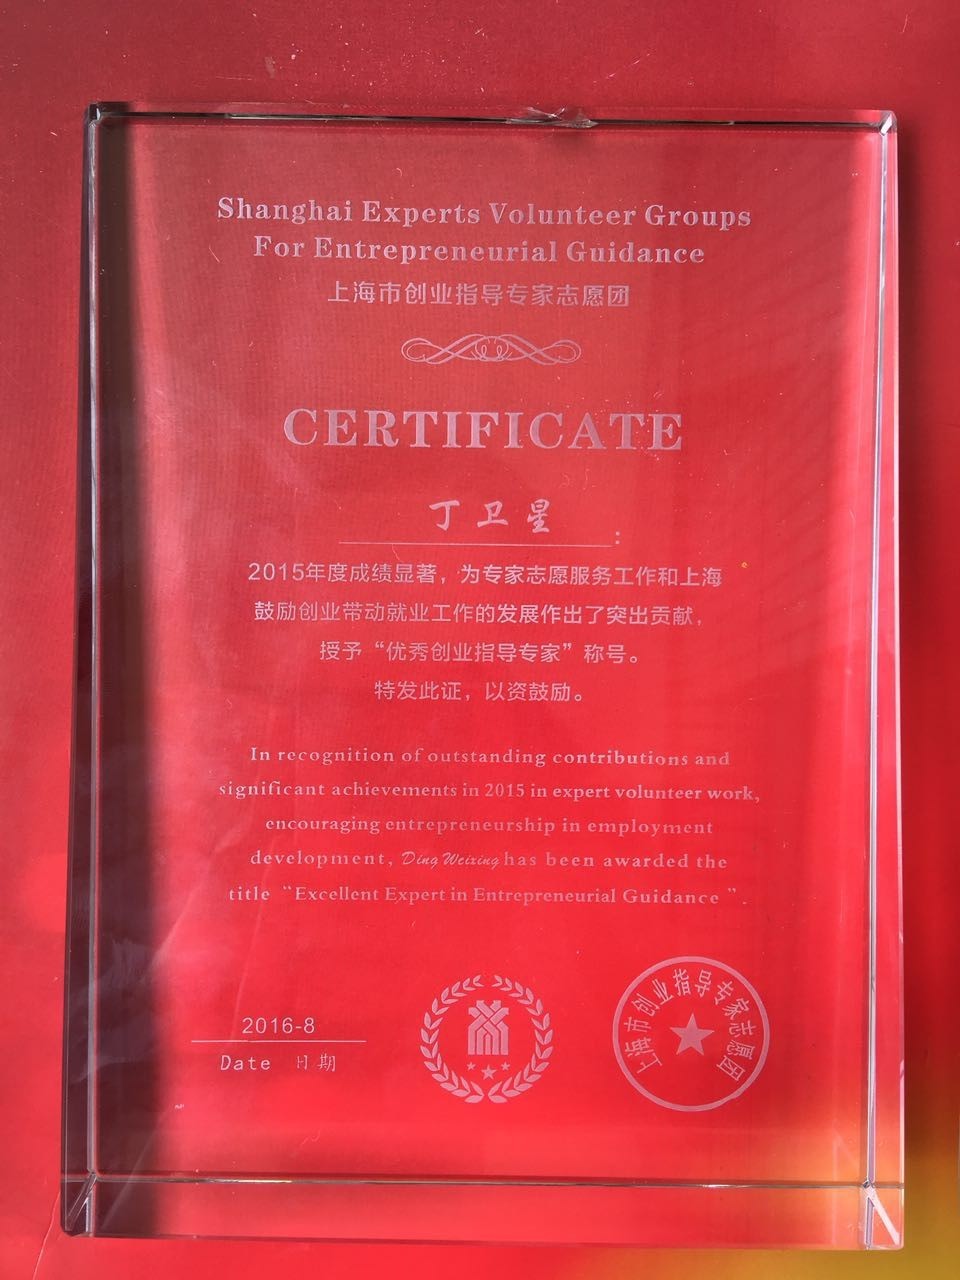 Shanghai Experts Volunteer Groups
For Entrepreneurial Guidance
上海市创业指导专家志愿团
CERTIFICATE
丁卫星
:
2015年度成绩显著，为专家志愿服务工作和上海
鼓励创业带动就业工作的发展作出了突出贡献，
授予“优秀创业指导专家”称号。
特发此证，以资鼓励。
In recognition of outstanding contributions and
significant achievements in 2015 in expert volunteer work,
encouraging entrepreneurship in employment
development, Ding Weixing has been awarded the
title “Excellent Expert in Entrepreneurial Guidance ”.
2016-8
Date 日期
上海市创业指导专家志愿团